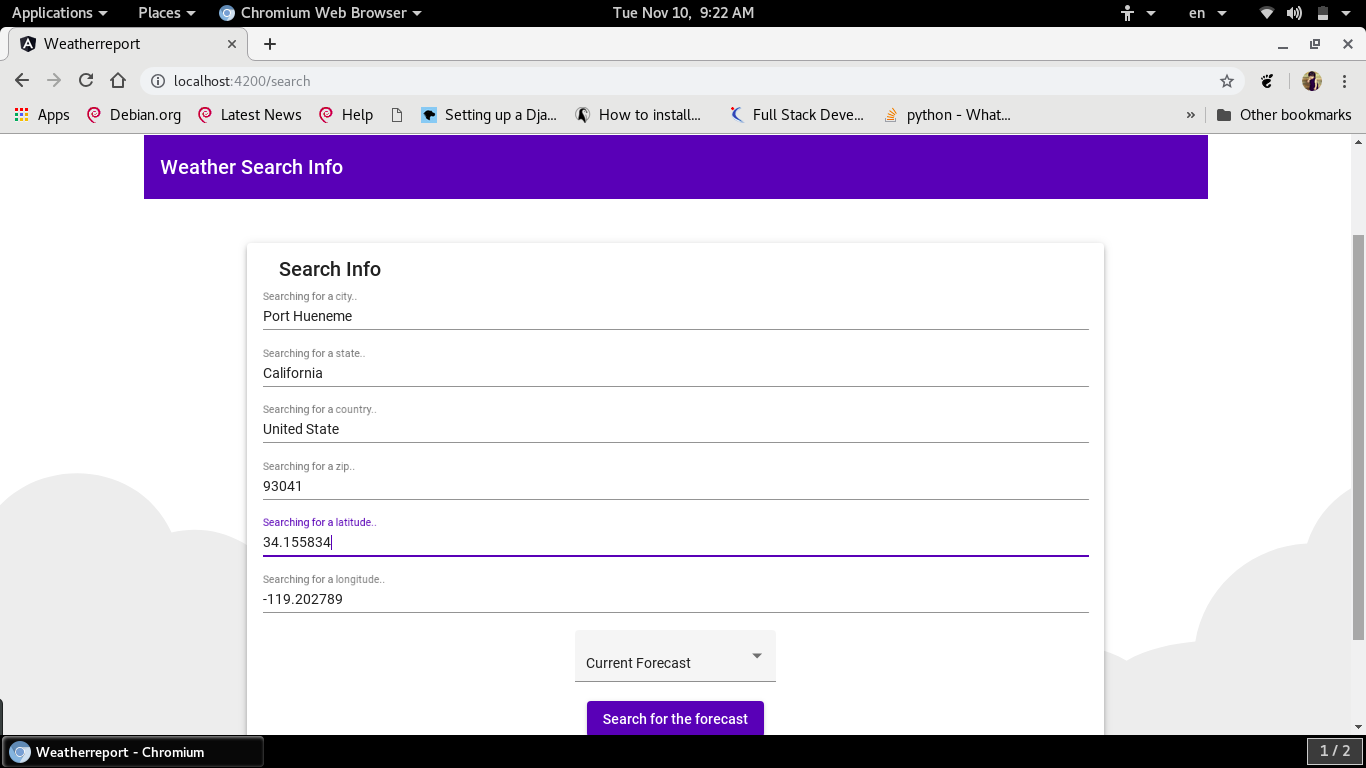 Applications Places Chromium Web Browser Tue Nov 10, 9:22 AM en
Weatherreport
localhost:4200/search
Apps Debian.org Latest News Help Setting up a Dja... How to install... Full Stack Deve... python - What... » Other bookmarks
Weather Search Info
Search Info
Searching for a city..
Port Hueneme
Searching for a state..
California
Searching for a country..
United State
Searching for a zip..
93041
Searching for a latitude..
34.155834
Searching for a longitude..
-119.202789
Current Forecast
Search for the forecast
Weatherreport - Chromium 1 / 2